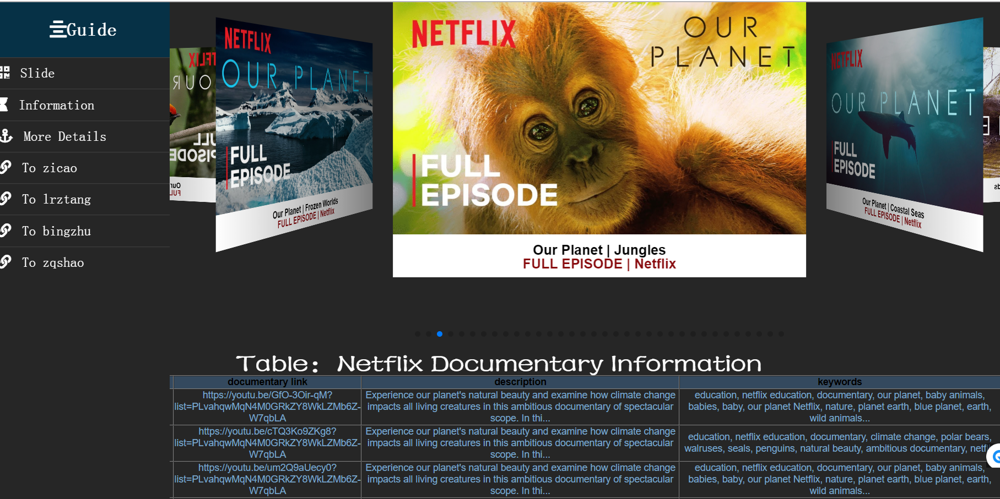 Guide
Slide
Information
More Details
To zicao
To lrztang
To bingzhu
To zqshao
NETFLIX
OUR PLANET
FULL
EPISODE
Our Planet | Frozen Worlds
FULL EPISODE | Netflix
NETFLIX
OUR
PLANET
FULL
EPISODE
Our Planet | Jungles
FULL EPISODE | Netflix
NETFLIX
OUR PLANET
FULL
EPISODE
Our Planet | Coastal Seas
FULL EPISODE | Netflix
Table: Netflix Documentary Information
documentary link description keywords
https://youtu.be/GfO-3Oir-qM?
list=PLvahqwMqN4M0GRkZY8WkLZMb6Z-
W7qbLA
Experience our planet's natural beauty and examine how climate change
impacts all living creatures in this ambitious documentary of spectacular
scope. In thi...
education, netflix education, documentary, our planet, baby animals,
babies, baby, our planet Netflix, nature, planet earth, blue planet, earth,
wild animals...
https://youtu.be/cTQ3Ko9ZKg8?
list=PLvahqwMqN4M0GRkZY8WkLZMb6Z-
W7qbLA
Experience our planet's natural beauty and examine how climate change
impacts all living creatures in this ambitious documentary of spectacular
scope. In thi...
education, netflix education, documentary, climate change, polar bears,
walruses, seals, penguins, natural beauty, ambitious documentary,
https://youtu.be/um2Q9aUecy0?
list=PLvahqwMqN4M0GRkZY8WkLZMb6Z-
W7qbLA
Experience our planet's natural beauty and examine how climate change
impacts all living creatures in this ambitious documentary of spectacular
scope. In thi...
education, netflix education, documentary, our planet, baby animals,
babies, baby, our planet Netflix, nature, planet earth, blue planet, earth,
wild animals...